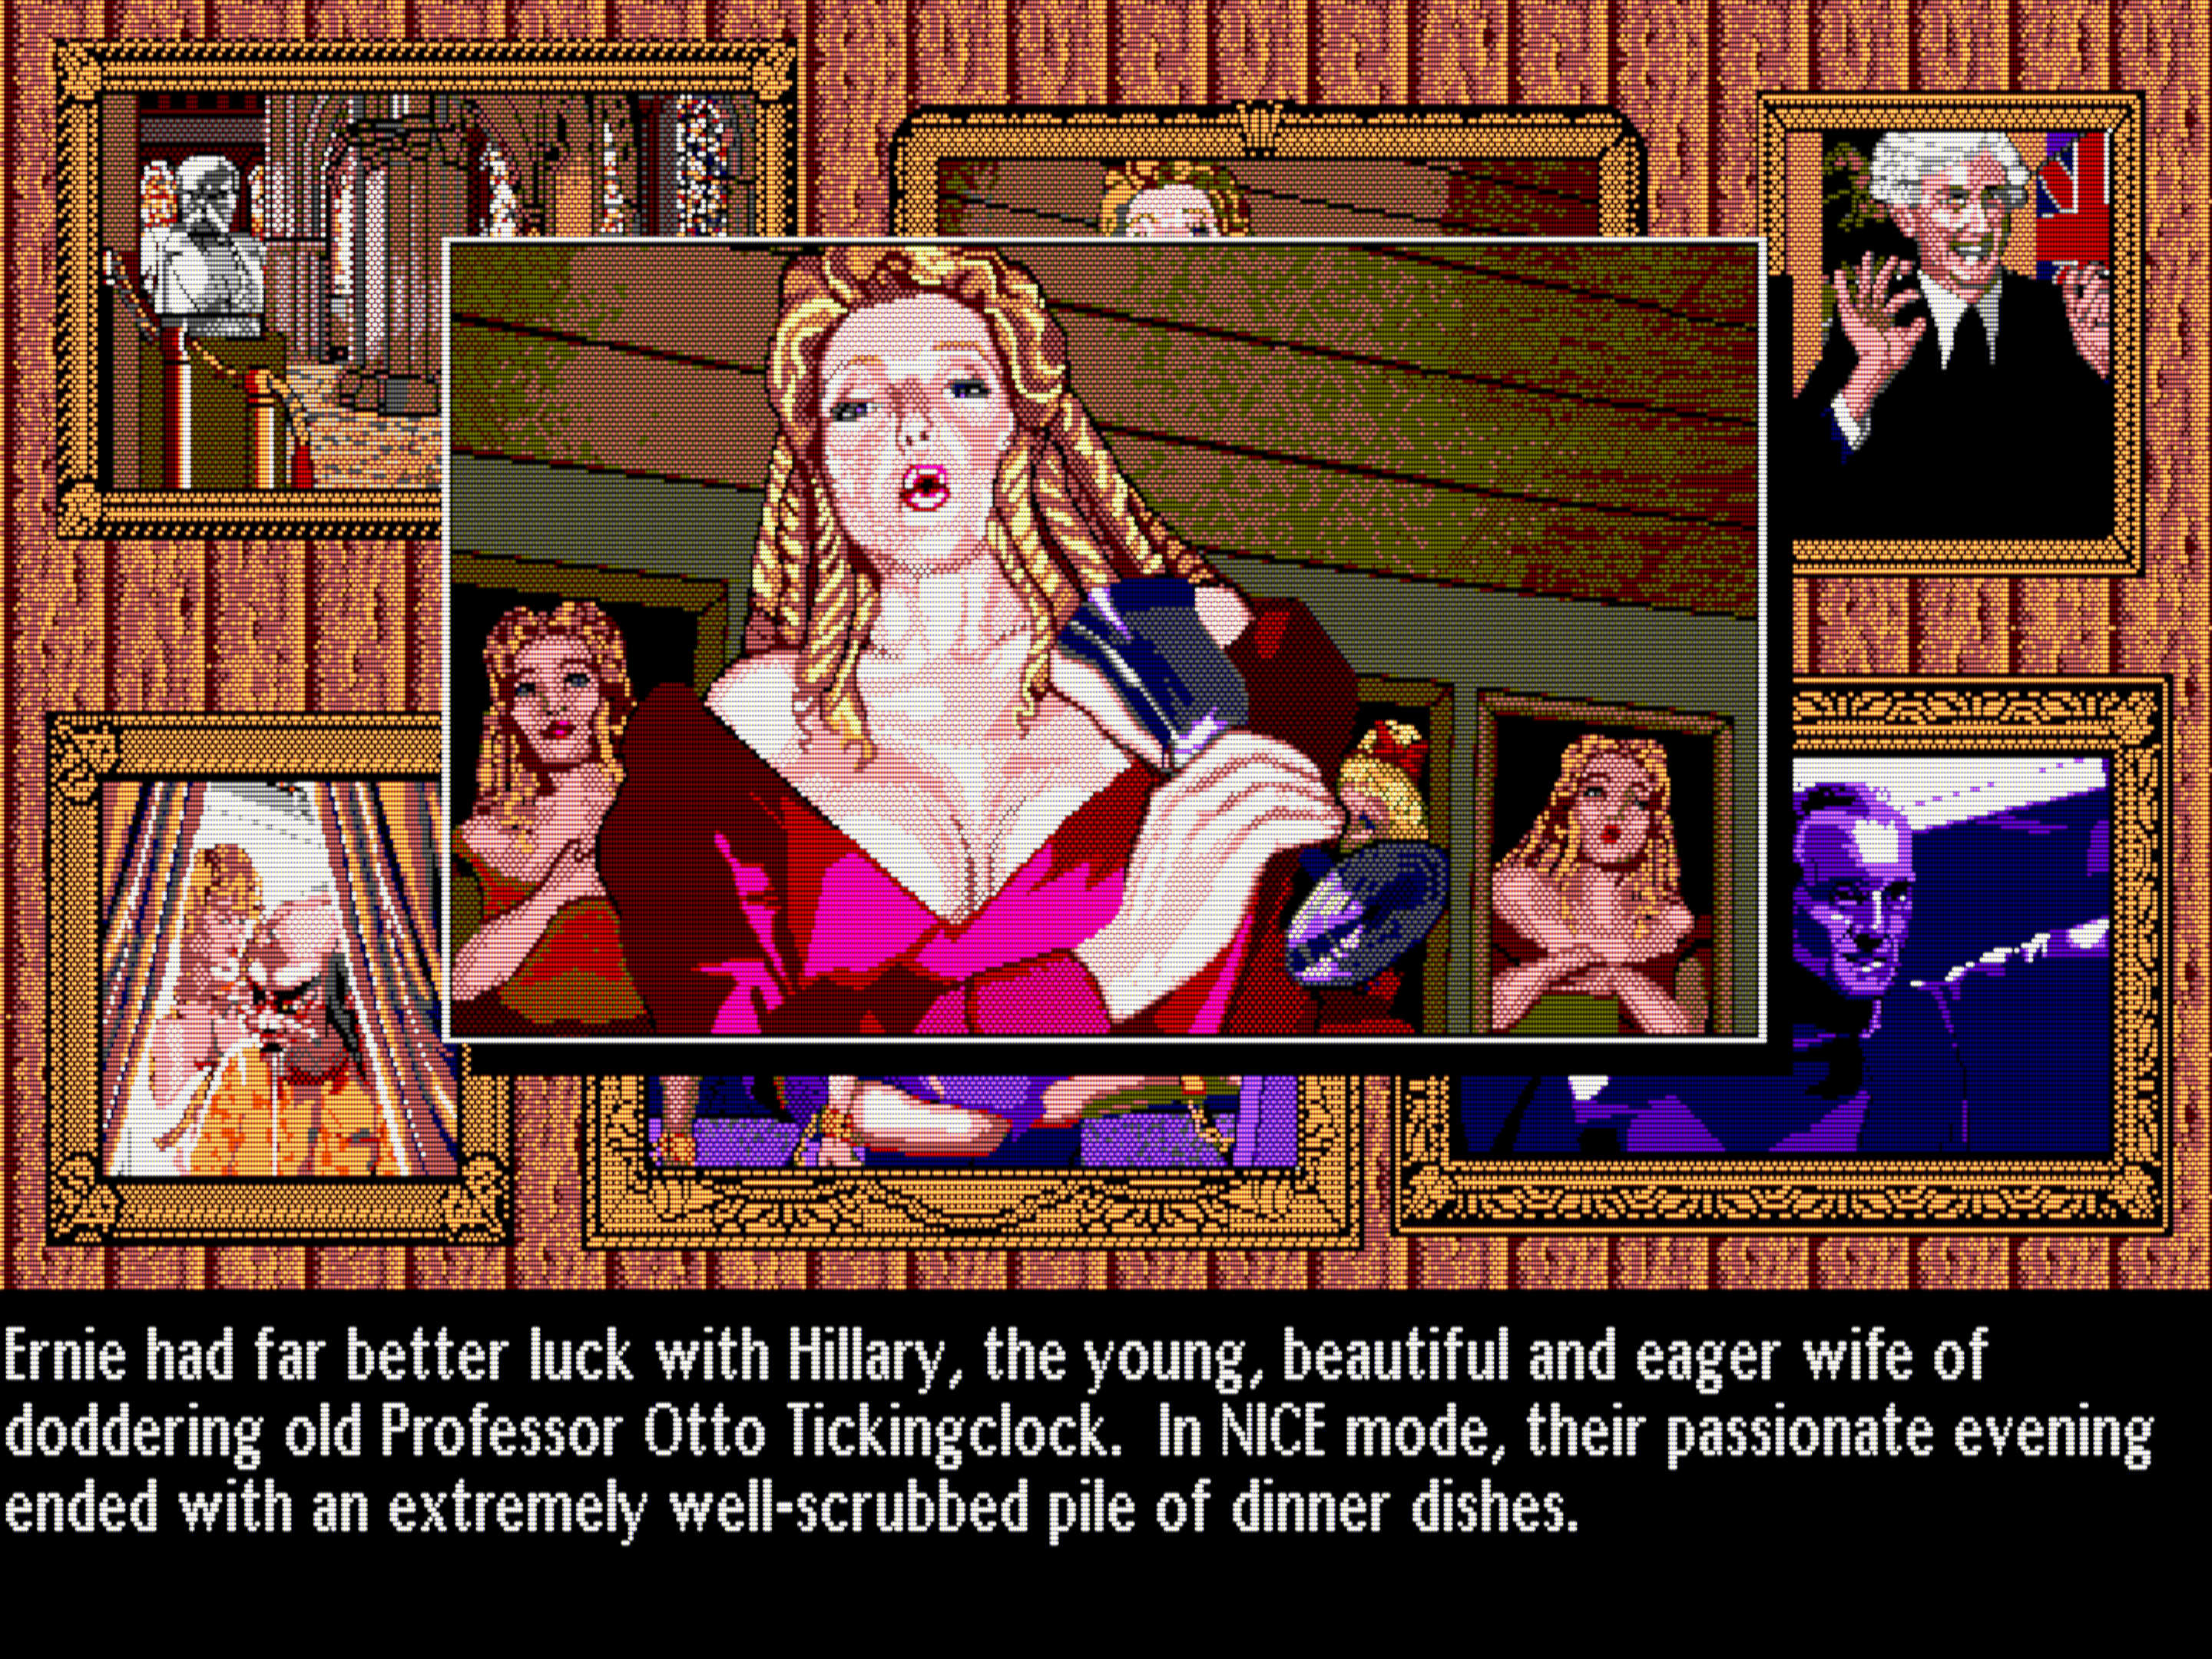 Ernie had far better luck with Hillary, the young, beautiful and eager wife of
doddering old Professor Otto Tickingclock.  In NICE mode, their passionate evening
ended with an extremely well-scrubbed pile of dinner dishes.